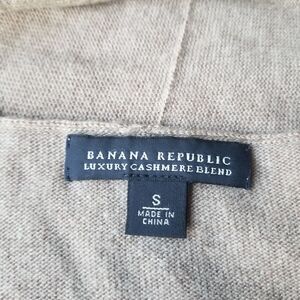 BANANA REPUBLIC
LUXURY CASHMERE BLEND
S
MADE IN
CHINA